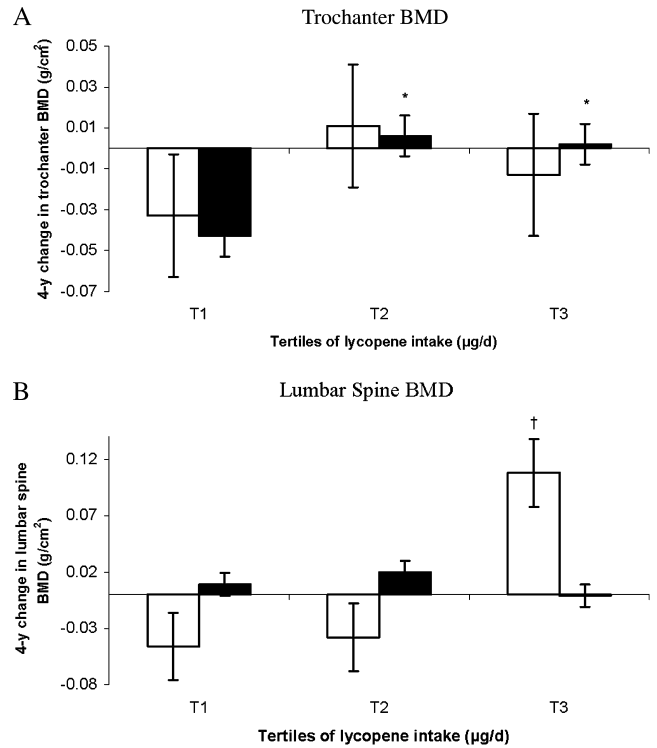 A
Trochanter BMD
4-y change in trochanter BMD (g/cm²)
0.05
0.03
0.01
-0.01
-0.03
-0.05
-0.07
*
*
T1
T2
T3
Tertiles of lycopene intake (µg/d)
B
Lumbar Spine BMD
4-y change in lumbar spine
BMD (g/cm²)
0.12
0.07
0.02
-0.03
-0.08
†
T1
T2
T3
Tertiles of lycopene intake (µg/d)